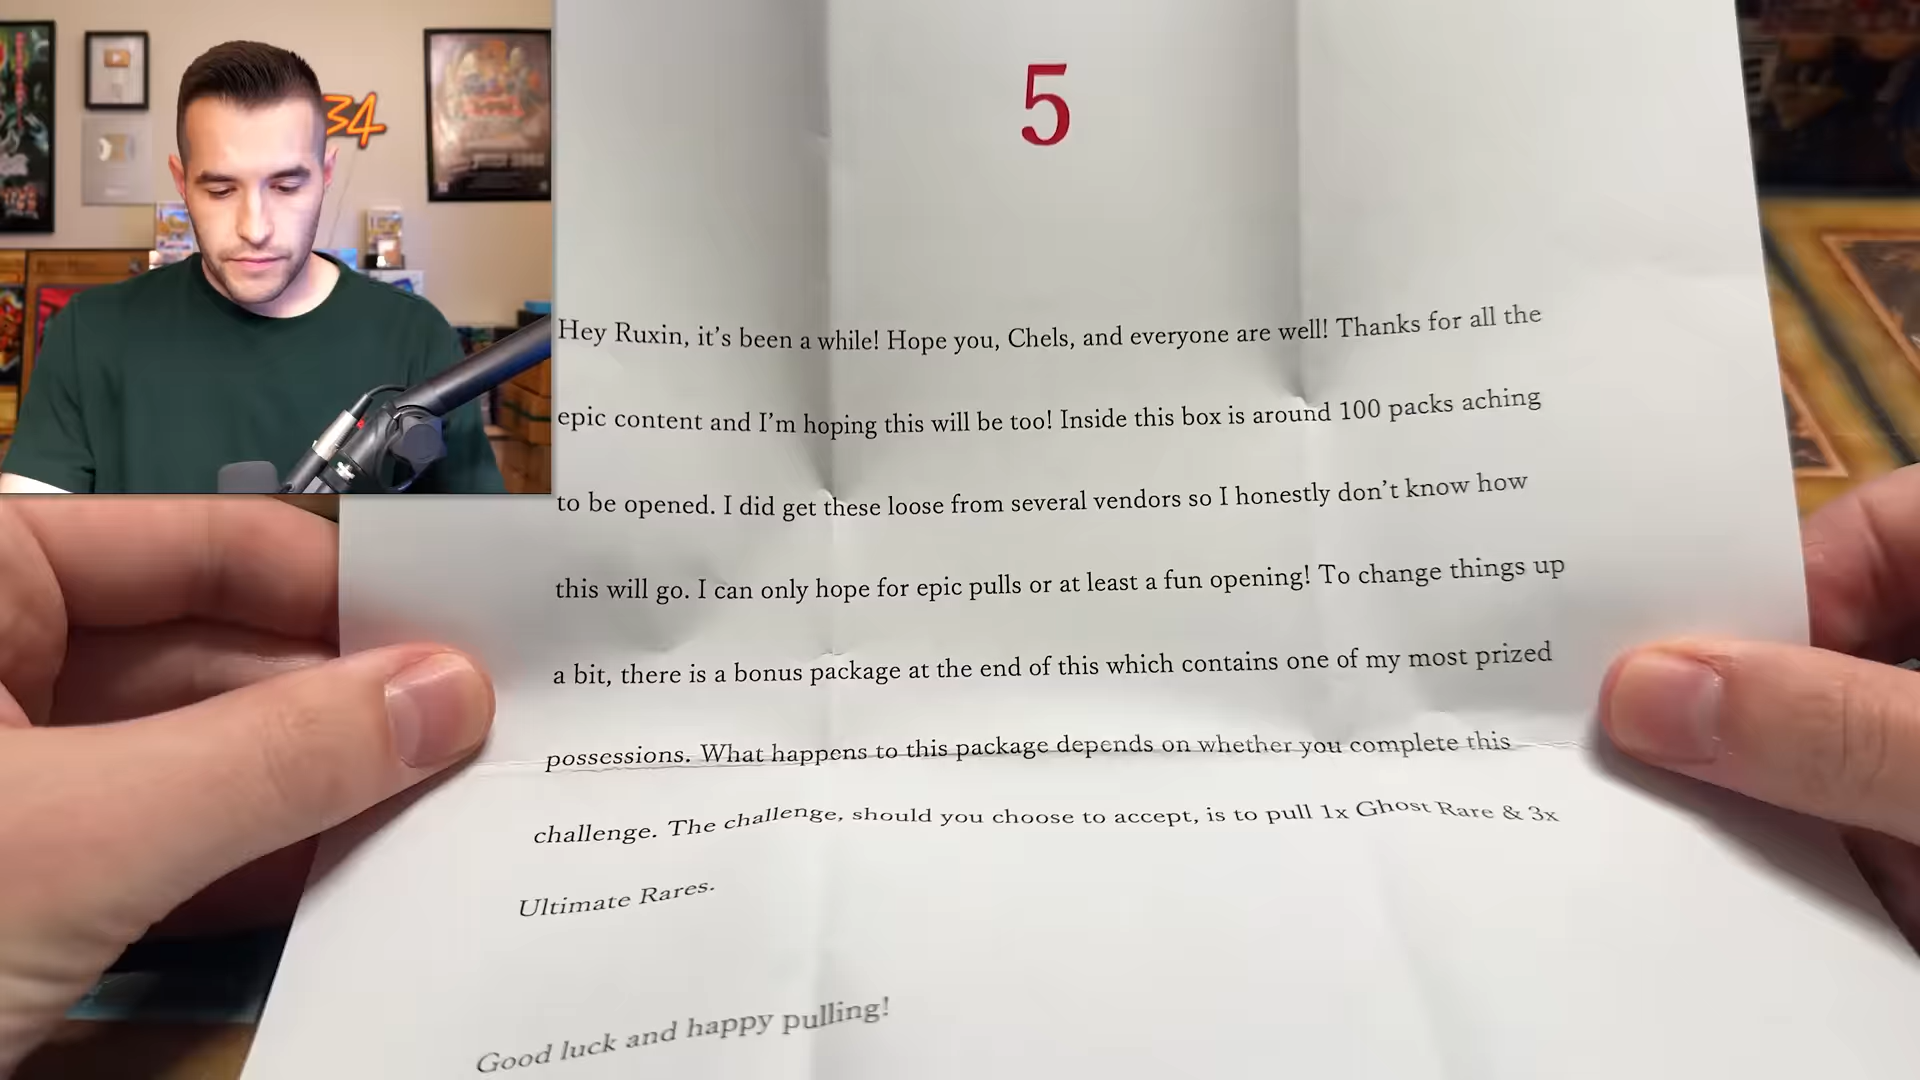 34
5
Hey Ruxin, it's been a while! Hope you, Chels, and everyone are well! Thanks for all the
epic content and I'm hoping this will be too! Inside this box is around 100 packs aching
to be opened. I did get these loose from several vendors so I honestly don't know how
this will go. I can only hope for epic pulls or at least a fun opening! To change things up
a bit, there is a bonus package at the end of this which contains one of my most prized
possessions. What happens to this package depends on whether you complete this
challenge. The challenge, should you choose to accept, is to pull 1x Ghost Rare & 3x
Ultimate Rares.
Good luck and happy pulling!